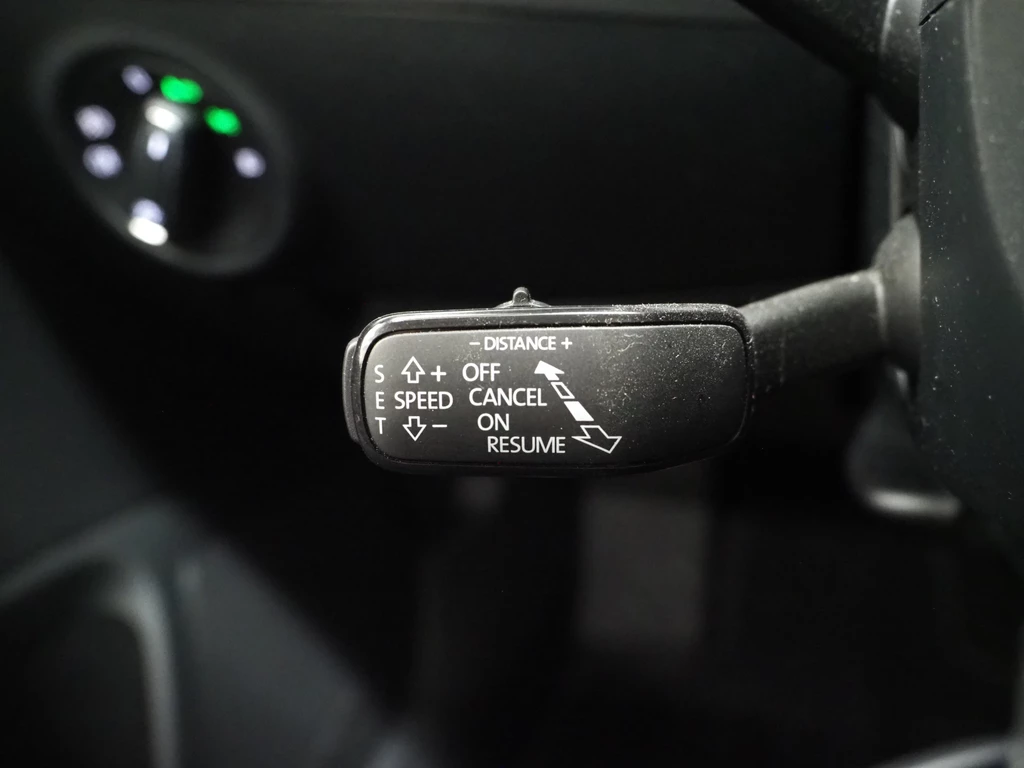 - DISTANCE +
S + OFF
E SPEED CANCEL
T - ON
RESUME